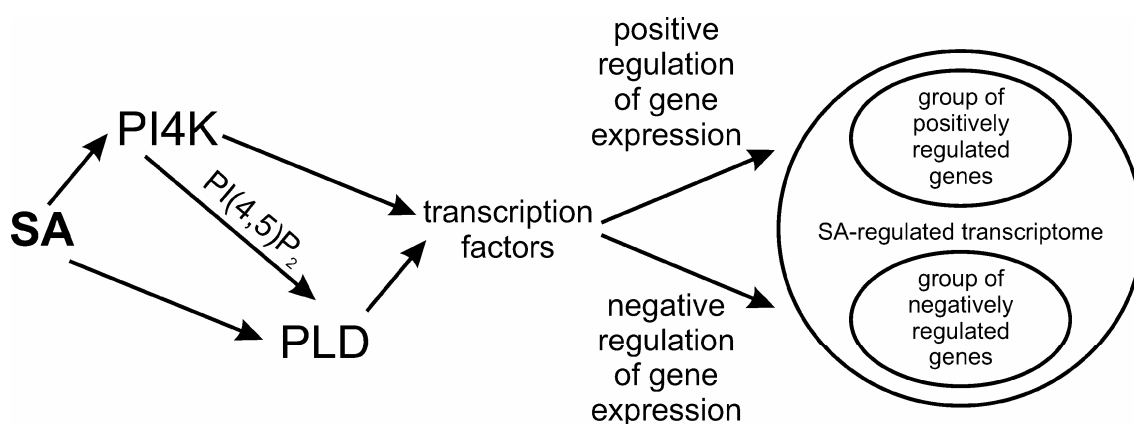 SA
PI4K
PI(4,5)P2
PLD
transcription
factors
positive
regulation
of gene
expression
negative
regulation
of gene
expression
group of
positively
regulated
genes
SA-regulated transcriptome
group of
negatively
regulated
genes